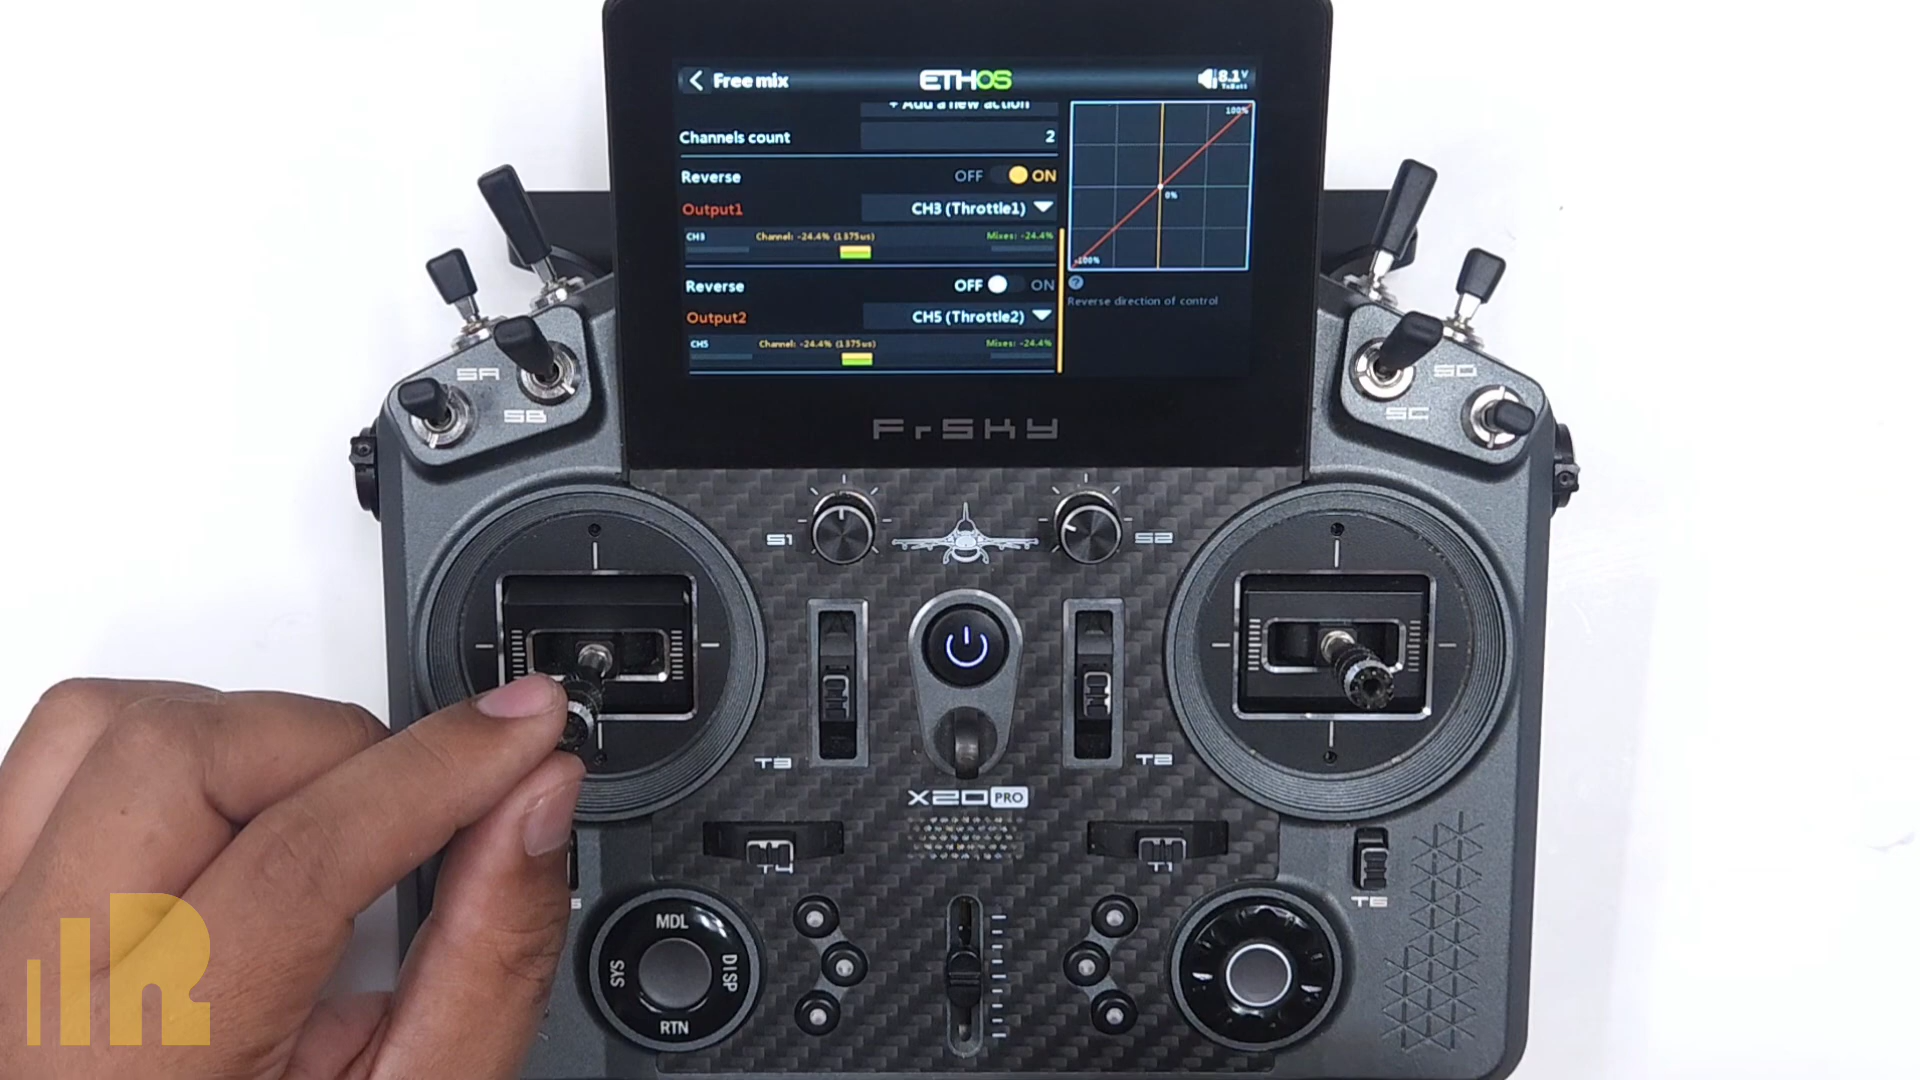 Free mix
ETHOS
8.1V
TxBatt
+ Add a new action
Channels count 2
100%
0%
-100%
Reverse OFF ON
Output1 CH3 (Throttle1)
CH3 Channel: -24.4% (1375us) Mixes: -24.4%
Reverse OFF ON
Output2 CH5 (Throttle2)
CH5 Channel: -24.4% (1375us) Mixes: -24.4%
Reverse direction of control
FrSKY
SA
SB
SC
SD
S1
S2
T3
T2
X20 PRO
T4
T1
T6
MDL
SYS
DISP
RTN
R